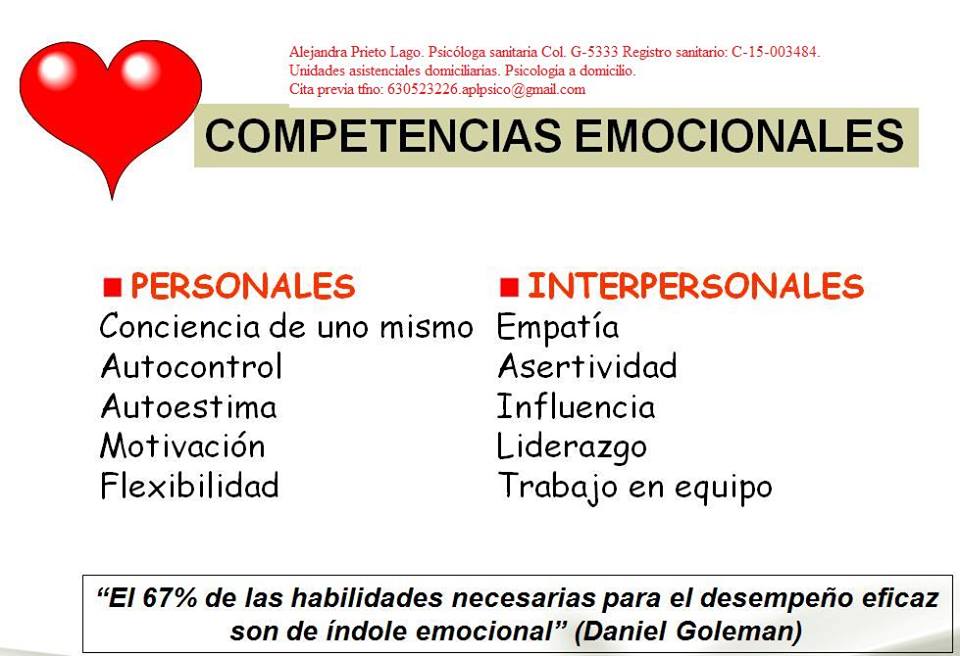 Alejandra Prieto Lago. Psicóloga sanitaria Col. G-5333 Registro sanitario: C-15-003484.
Unidades asistenciales domiciliarias. Psicologia a domicilio.
Cita previa tfno: 630523226.aplpsico@gmail.com
COMPETENCIAS EMOCIONALES
PERSONALES
Conciencia de uno mismo
Autocontrol
Autoestima
Motivación
Flexibilidad
INTERPERSONALES
Empatía
Asertividad
Influencia
Liderazgo
Trabajo en equipo
“El 67% de las habilidades necesarias para el desempeño eficaz
son de índole emocional” (Daniel Goleman)